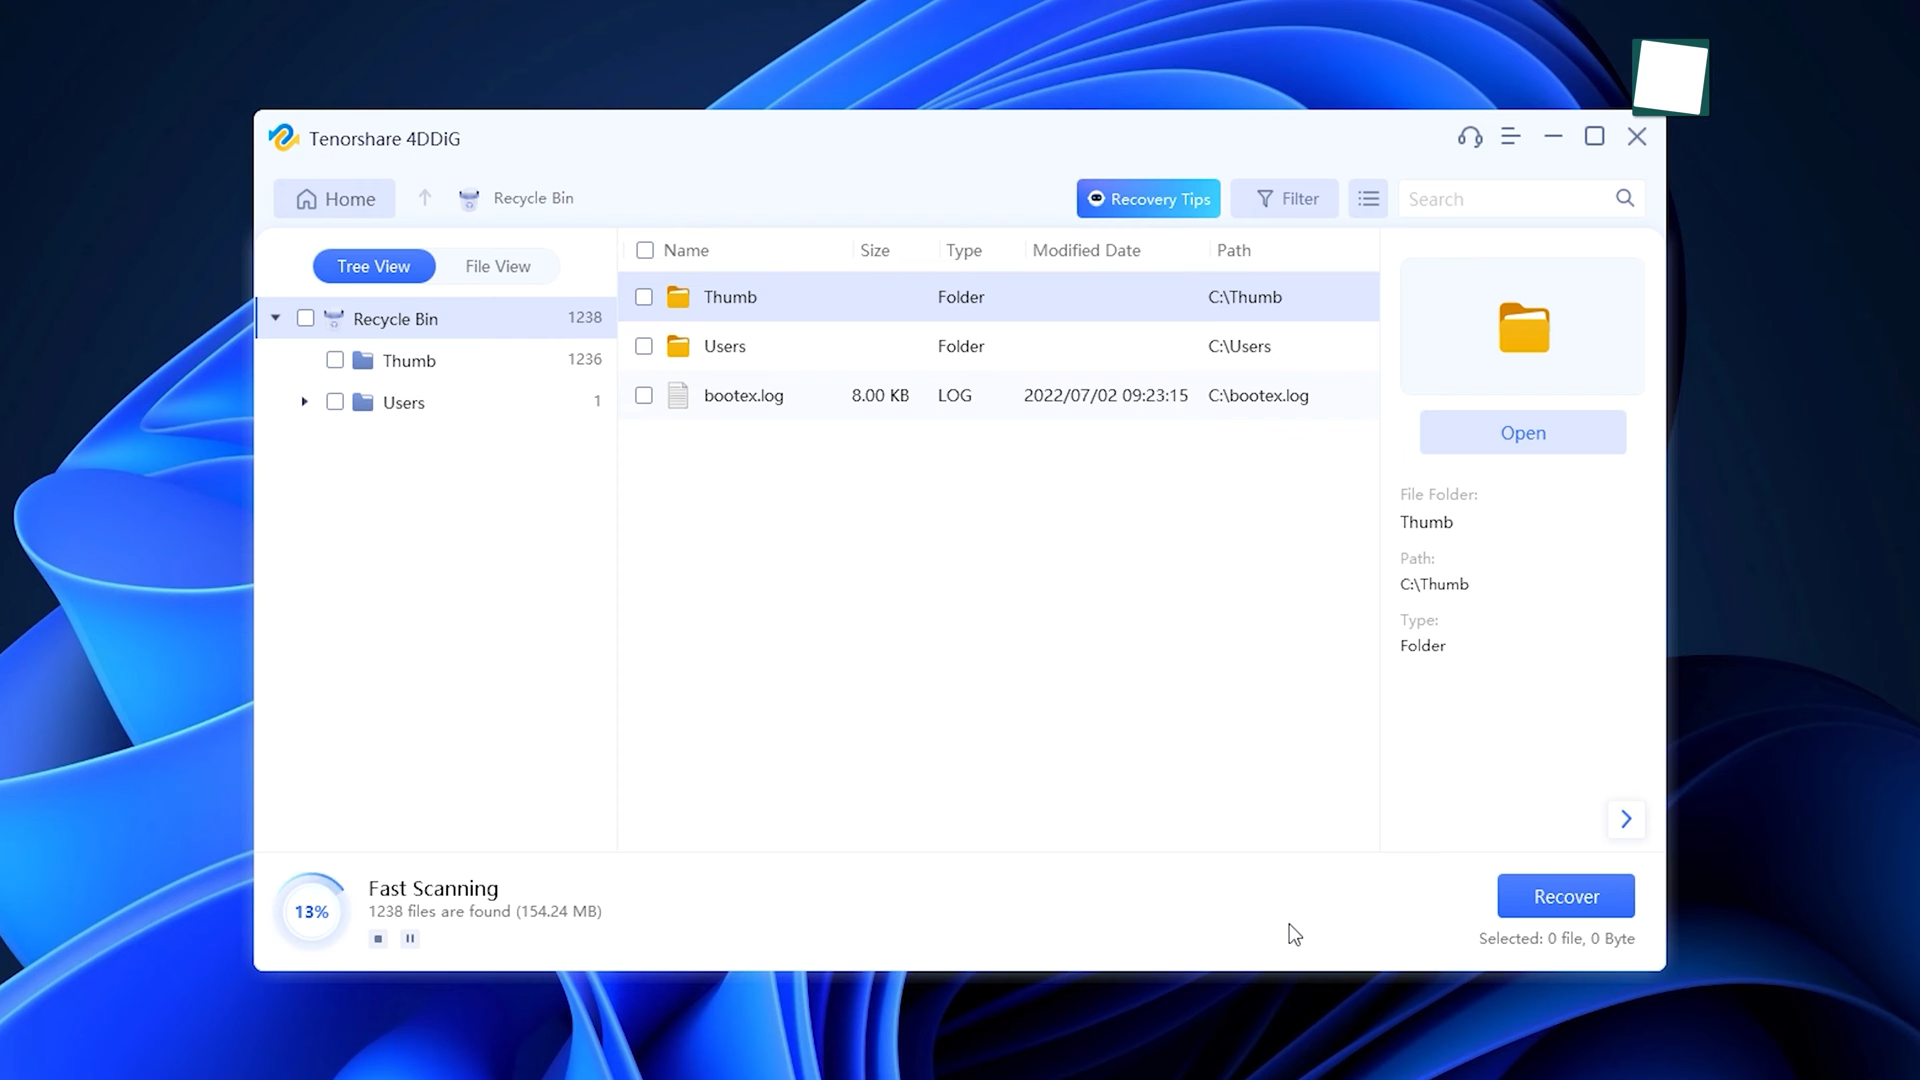 Tenorshare 4DDiG
Home
Recycle Bin
Recovery Tips
Filter
Search
Tree View
File View
Recycle Bin 1238
Thumb 1236
Users 1
Name Size Type Modified Date Path
Thumb Folder C:\Thumb
Users Folder C:\Users
bootex.log 8.00 KB LOG 2022/07/02 09:23:15 C:\bootex.log
Open
File Folder:
Thumb
Path:
C:\Thumb
Type:
Folder
13%
Fast Scanning
1238 files are found (154.24 MB)
Recover
Selected: 0 file, 0 Byte